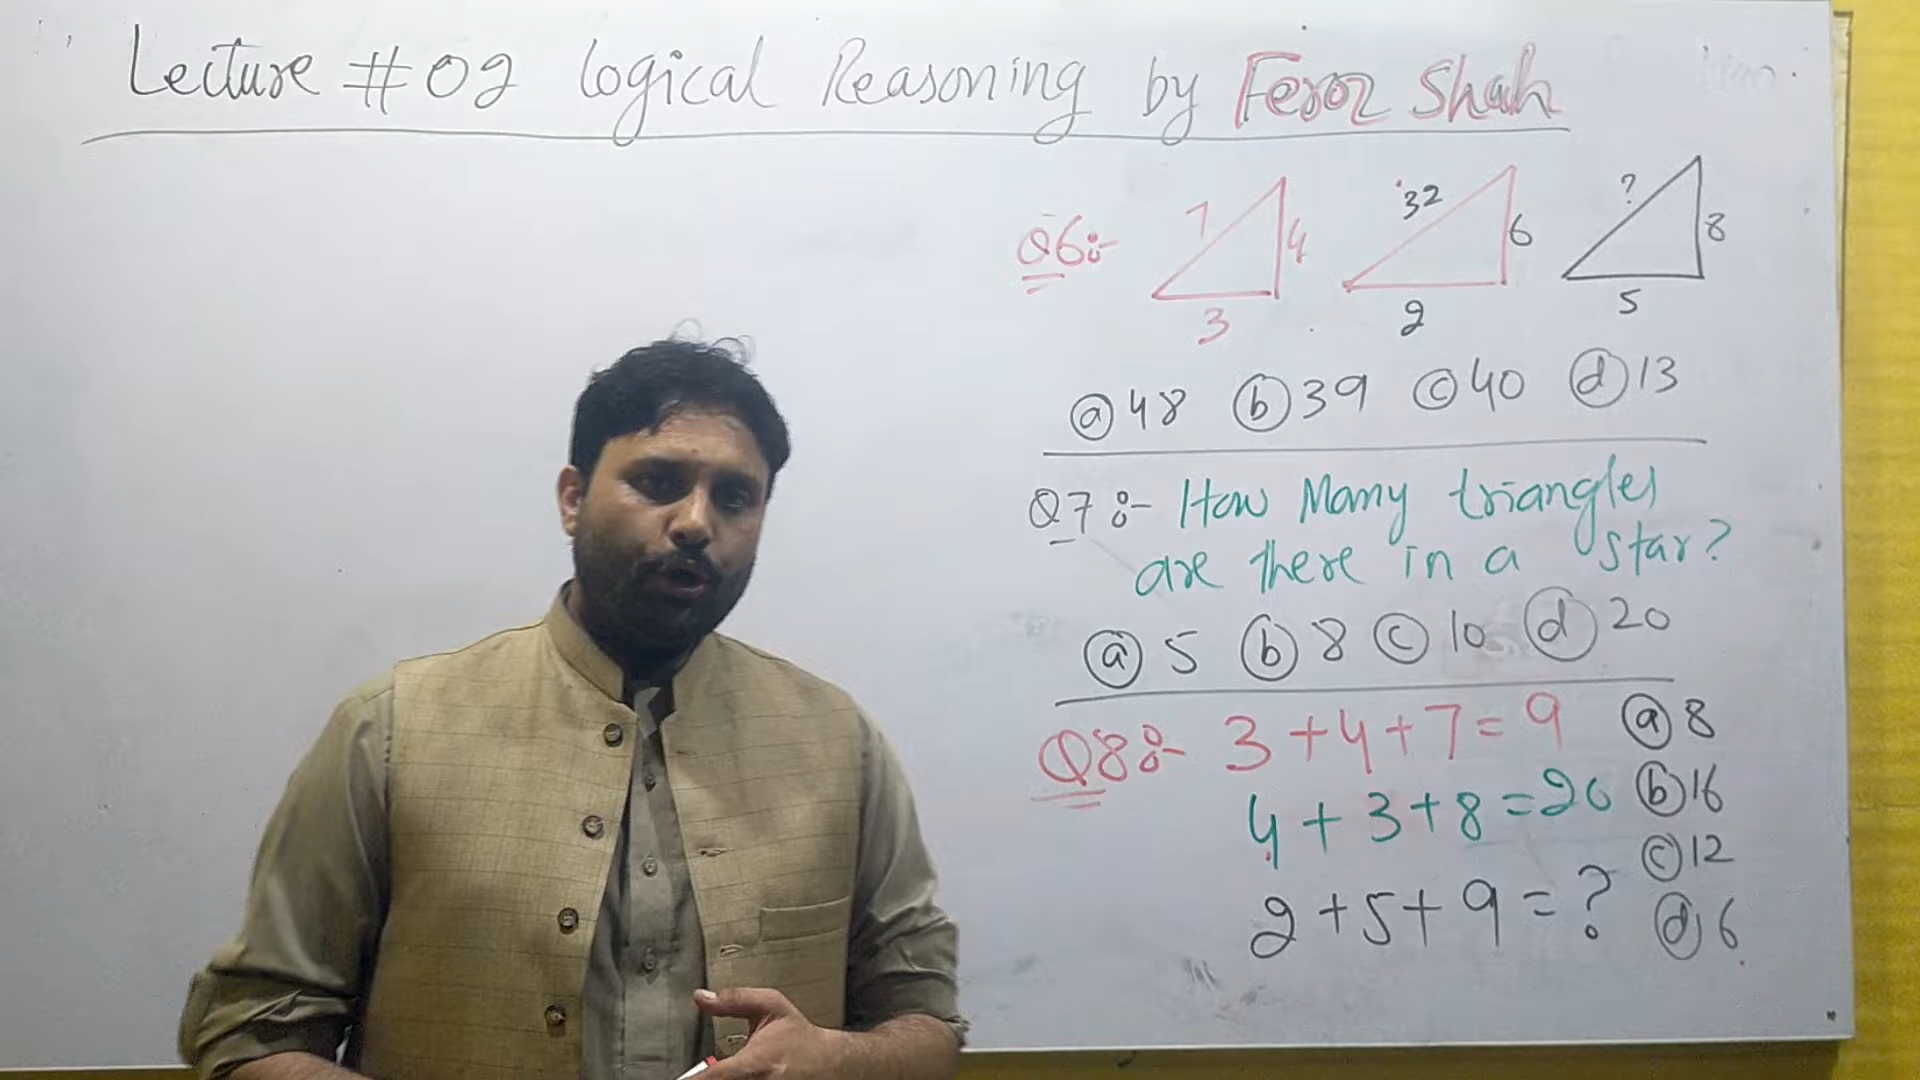 Lecture #02 Logical Reasoning by Feroz Shah
Q6:-
7 4 3
32 6 2
? 8 5
a 48 b 39 c 40 d 13
Q7:- How Many triangles
are there in a star?
a 5 b 8 c 10 d 20
Q8:- 3+4+7=9 a 8
4+3+8=20 b 16
c 12
2+5+9=? d 6